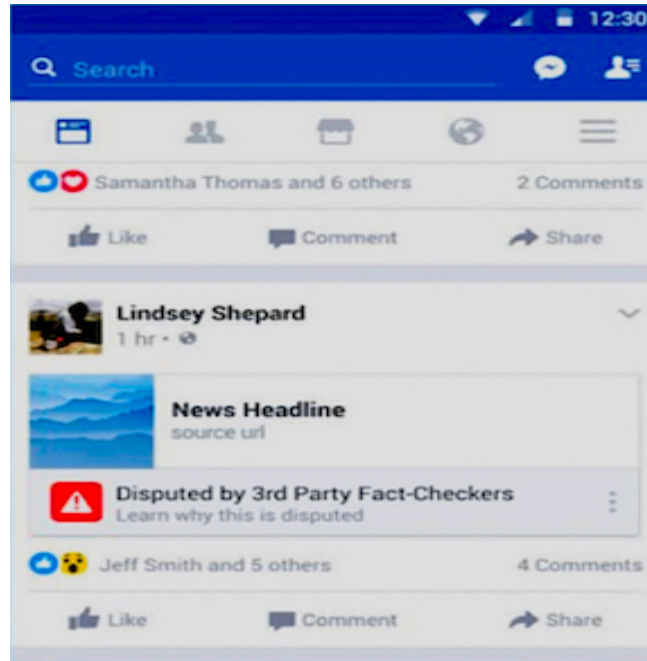 12:30
Search
Samantha Thomas and 6 others 2 Comments
Like Comment Share
Lindsey Shepard
1 hr •
News Headline
source url
Disputed by 3rd Party Fact-Checkers
Learn why this is disputed
Jeff Smith and 5 others 4 Comments
Like Comment Share